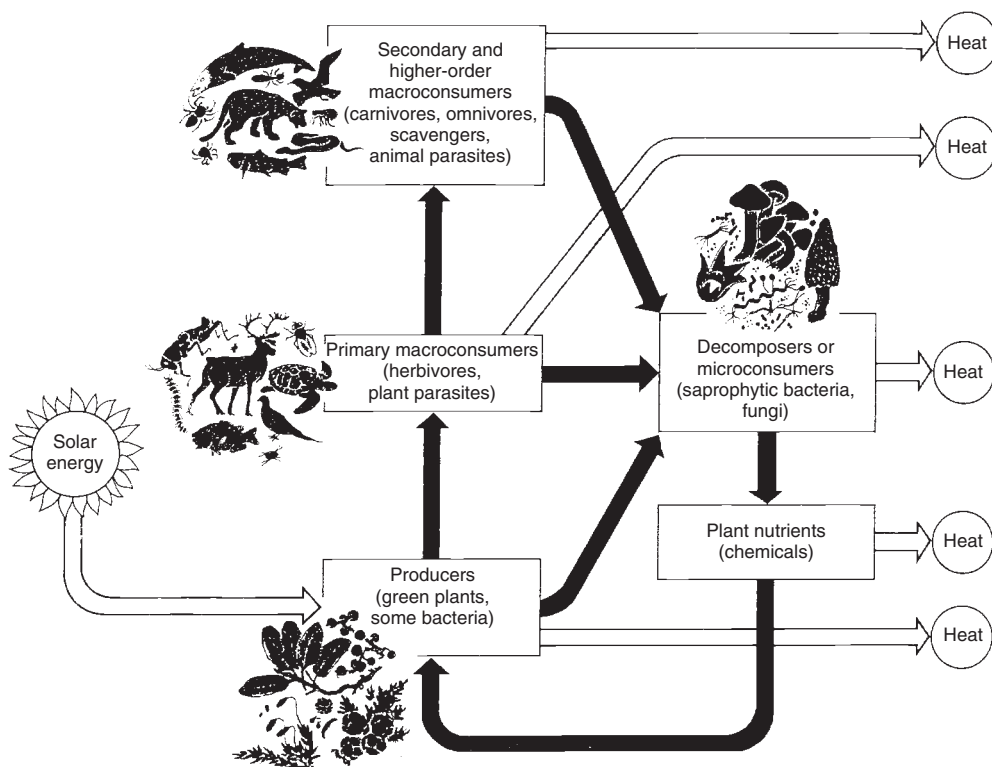 Secondary and
higher-order
macroconsumers
(carnivores, omnivores,
scavengers,
animal parasites)
Heat
Heat
Primary macroconsumers
(herbivores,
plant parasites)
Decomposers or
microconsumers
(saprophytic bacteria,
fungi)
Heat
Solar
energy
Plant nutrients
(chemicals)
Heat
Producers
(green plants,
some bacteria)
Heat